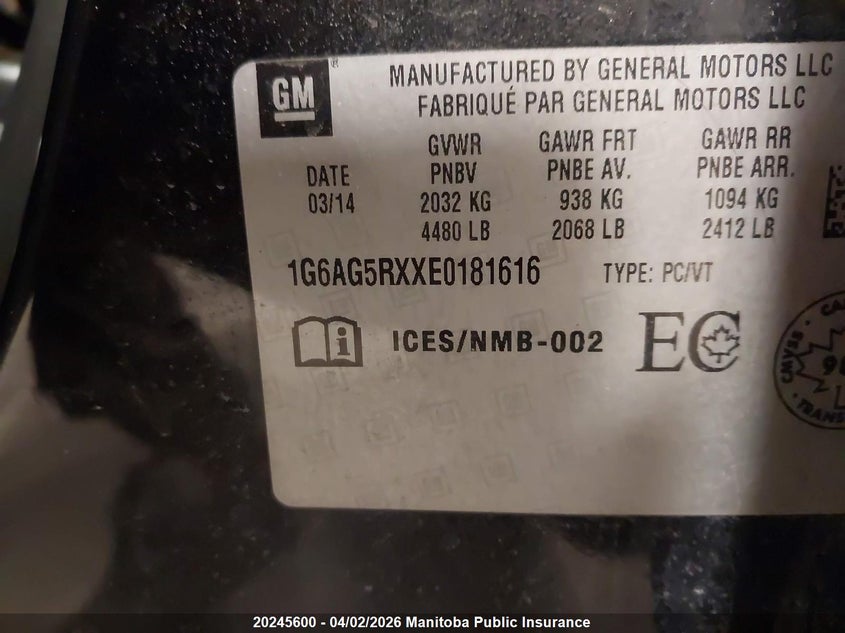 GM
MANUFACTURED BY GENERAL MOTORS LLC
FABRIQUÉ PAR GENERAL MOTORS LLC
GVWR GAWR FRT GAWR RR
DATE PNBV PNBE AV. PNBE ARR.
03/14 2032 KG 938 KG 1094 KG
4480 LB 2068 LB 2412 LB
1G6AG5RXXE0181616 TYPE: PC/VT
ICES/NMB-002 EC
20245600 - 04/02/2026 Manitoba Public Insurance